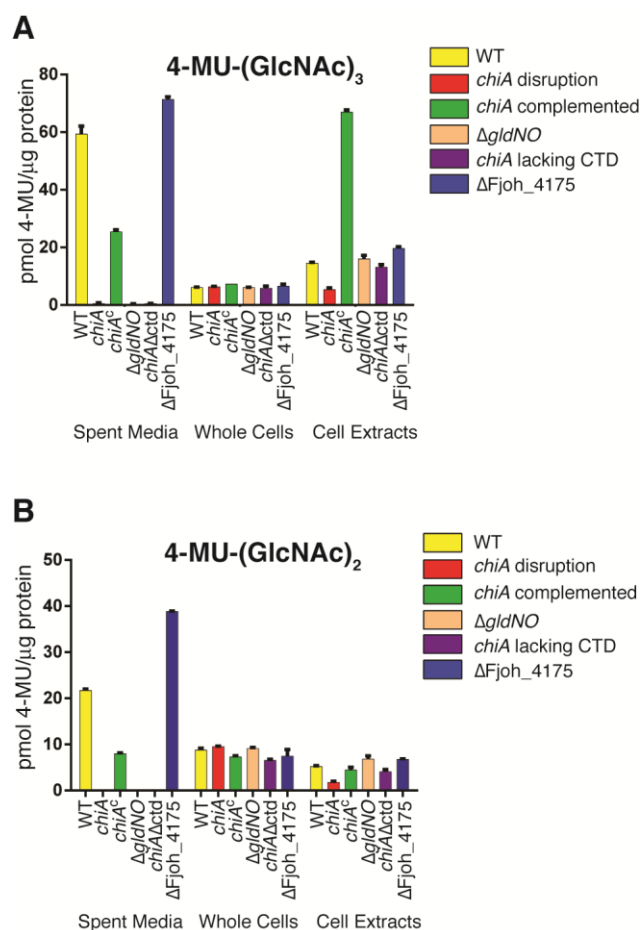 A
4-MU-(GlcNAc)3
WT
chiA disruption
chiA complemented
ΔgldNO
chiA lacking CTD
ΔFjoh_4175
pmol 4-MU/μg protein
80
60
40
20
0
WT
chiA
chiAᶜ
ΔgldNO
chiAΔctd
ΔFjoh_4175
WT
chiA
chiAᶜ
ΔgldNO
chiAΔctd
ΔFjoh_4175
WT
chiA
chiAᶜ
ΔgldNO
chiAΔctd
ΔFjoh_4175
Spent Media Whole Cells Cell Extracts
B
4-MU-(GlcNAc)2
WT
chiA disruption
chiA complemented
ΔgldNO
chiA lacking CTD
ΔFjoh_4175
pmol 4-MU/μg protein
50
40
30
20
10
0
WT
chiA
chiAᶜ
ΔgldNO
chiAΔctd
ΔFjoh_4175
WT
chiA
chiAᶜ
ΔgldNO
chiAΔctd
ΔFjoh_4175
WT
chiA
chiAᶜ
ΔgldNO
chiAΔctd
ΔFjoh_4175
Spent Media Whole Cells Cell Extracts